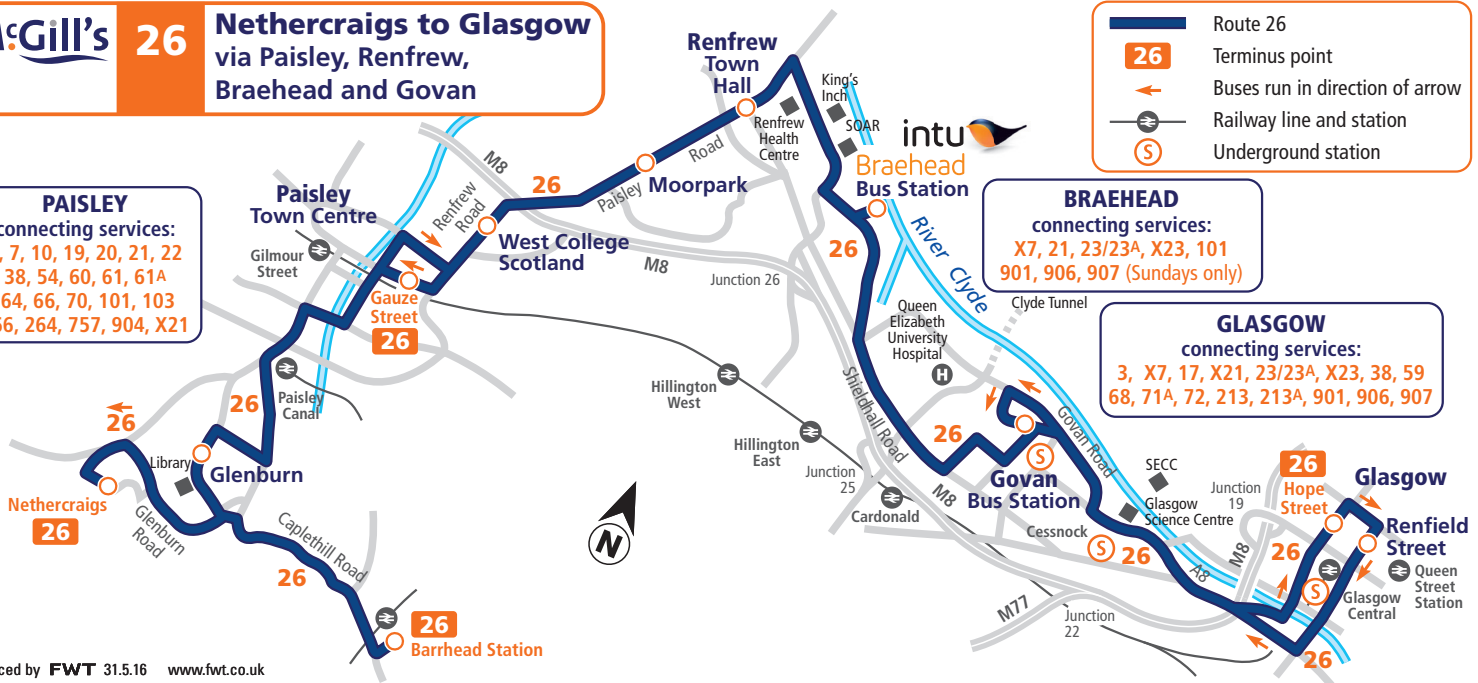 McGill's
26
Nethercraigs to Glasgow
via Paisley, Renfrew,
Braehead and Govan
Route 26
26 Terminus point
Buses run in direction of arrow
Railway line and station
S Underground station
PAISLEY
connecting services:
, 7, 10, 19, 20, 21, 22
38, 54, 60, 61, 61A
64, 66, 70, 101, 103
66, 264, 757, 904, X21
BRAEHEAD
connecting services:
X7, 21, 23/23A, X23, 101
901, 906, 907 (Sundays only)
GLASGOW
connecting services:
3, X7, 17, X21, 23/23A, X23, 38, 59
68, 71A, 72, 213, 213A, 901, 906, 907
Renfrew
Town
Hall
King's
Inch
SOAR
Renfrew
Health
Centre
intu
Braehead
Bus Station
M8
Paisley
Road
Moorpark
26
Paisley
Town Centre
Renfrew
Road
West College
Scotland
Gilmour
Street
Gauze
Street
26
M8
Junction 26
26
River Clyde
Clyde Tunnel
Queen
Elizabeth
University
Hospital
H
Hillington
West
Hillington
East
Shieldhall Road
Junction
25
Cardonald
M8
26
S
Govan
Bus Station
Govan Road
Cessnock
S
26
SECC
Glasgow
Science Centre
A8
Junction
19
M8
26
Hope
Street
Glasgow
Renfield
Street
Queen
Street
Station
26
S
Glasgow
Central
26
M77
Junction
22
Paisley
Canal
26
26
Library
Glenburn
Nethercraigs
26
Glenburn
Road
Caplethill Road
26
26
Barrhead Station
N
ced by FWT 31.5.16 www.fwt.co.uk